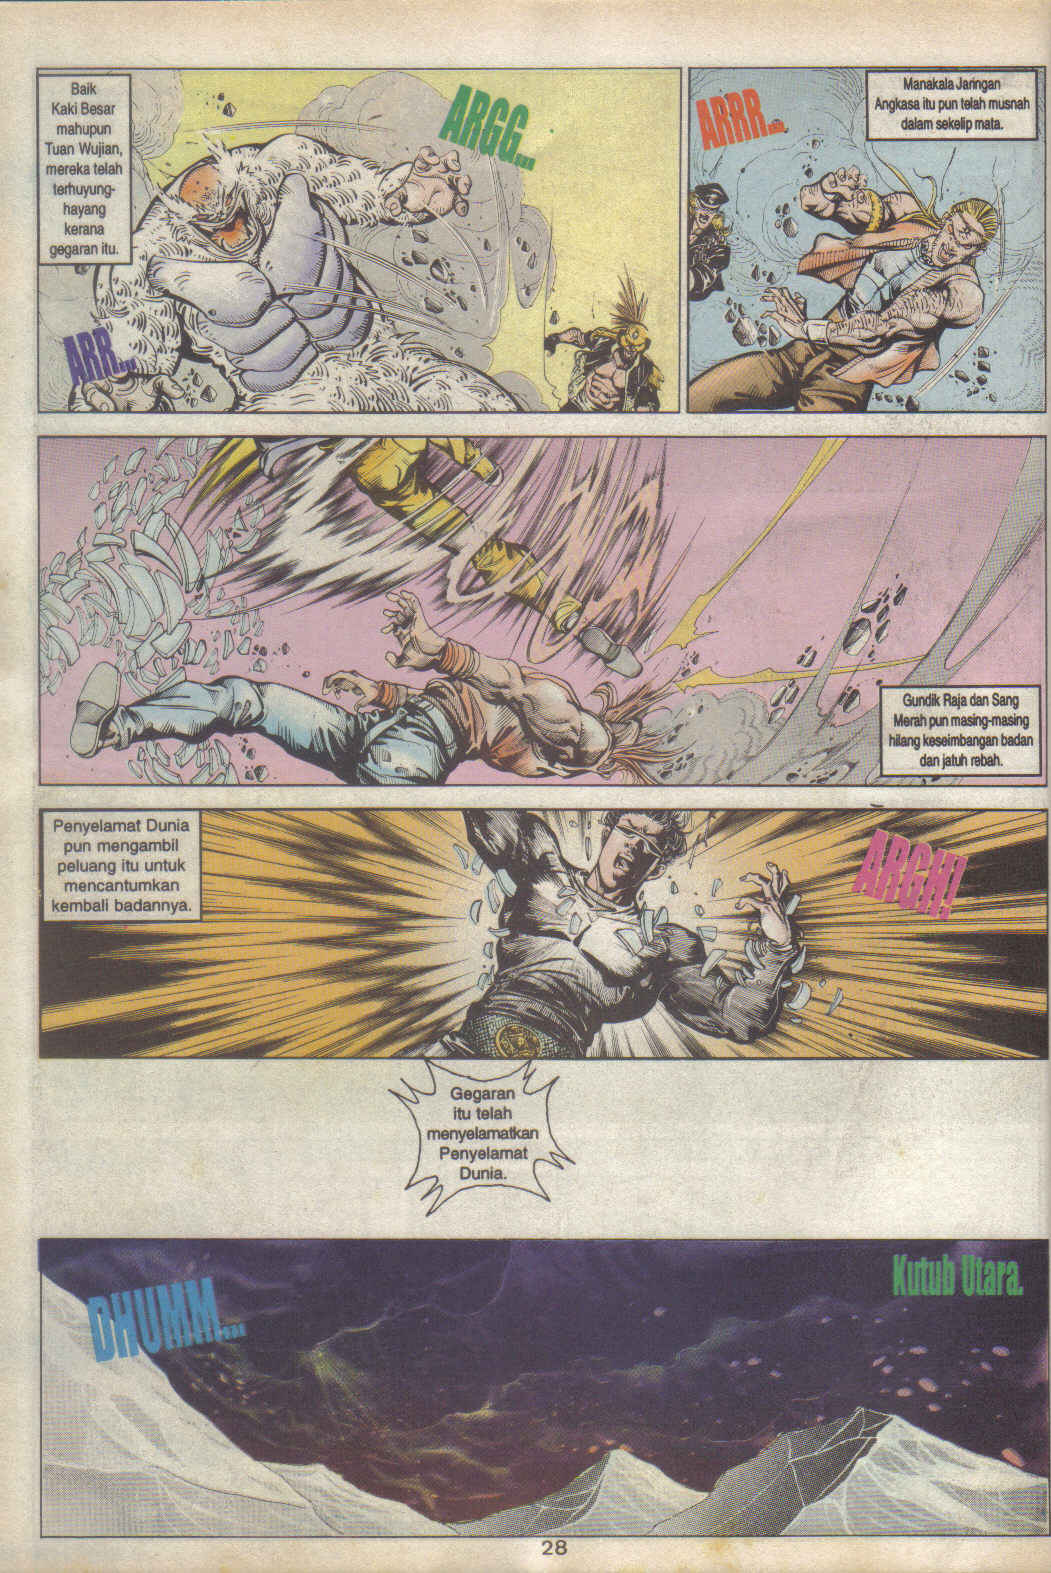 Baik
Kaki Besar
mahupun
Tuan Wujian,
mereka telah
terhuyung-
hayang
kerana
gegaran itu.
ARGG...
ARR...
ARRR...
Manakala Jaringan
Angkasa itu pun telah musnah
dalam sekelip mata.
Gundik Raja dan Sang
Merah pun masing-masing
hilang keseimbangan badan
dan jatuh rebah.
Penyelamat Dunia
pun mengambil
peluang itu untuk
mencantumkan
kembali badannya.
ARGH!
Gegaran
itu telah
menyelamatkan
Penyelamat
Dunia.
DHUMM...
Kutub Utara.
28